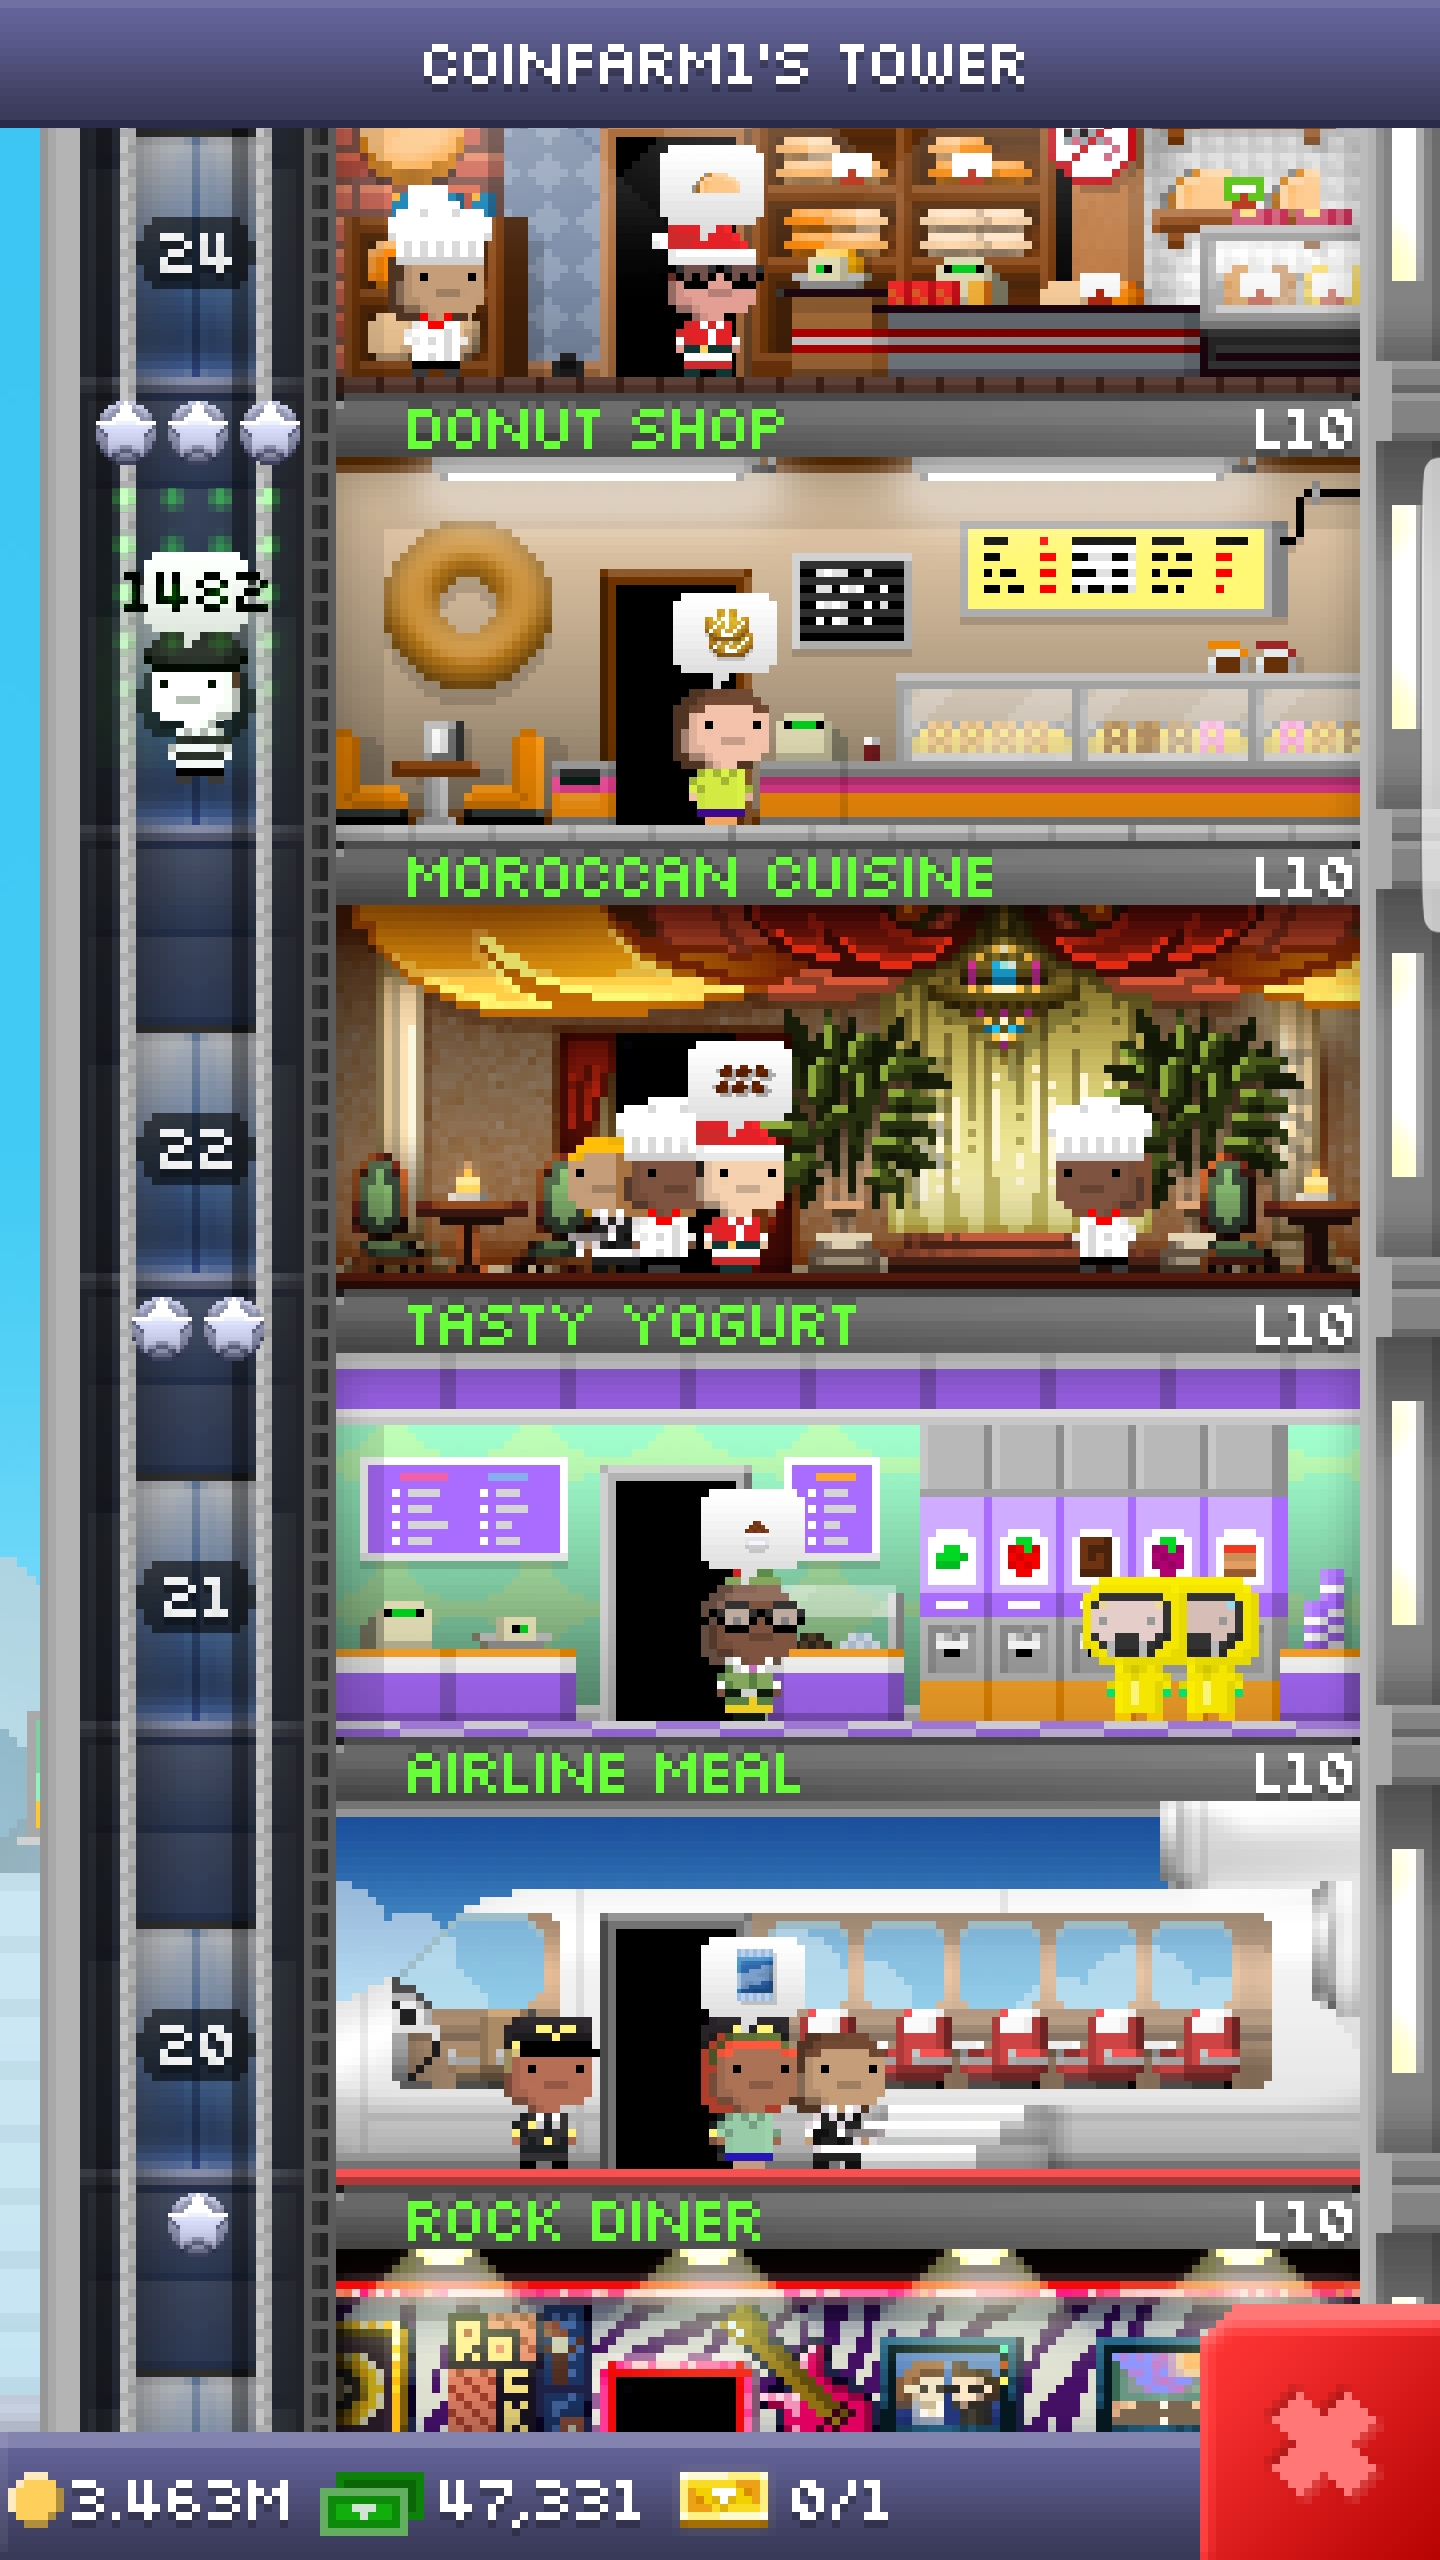 COINFARM1'S TOWER
24
DONUT SHOP L10
1482
MOROCCAN CUISINE L10
22
TASTY YOGURT L10
21
AIRLINE MEAL L10
20
ROCK DINER L10
ROCK
3.463M 47,331 0/1